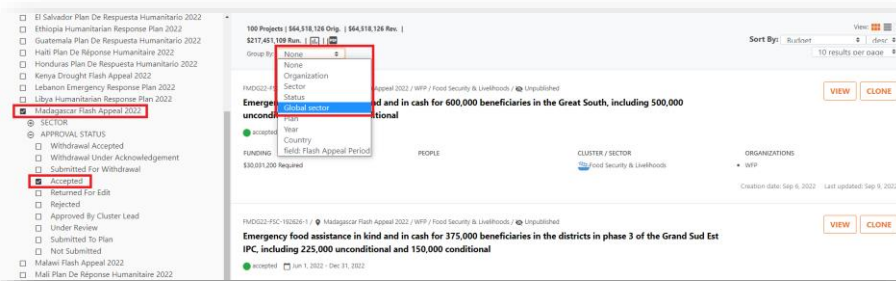 El Salvador Plan De Respuesta Humanitario 2022
Ethiopia Humanitarian Response Plan 2022
Guatemala Plan De Respuesta Humanitario 2022
Haiti Plan De Réponse Humanitaire 2022
Honduras Plan De Respuesta Humanitario 2022
Kenya Drought Flash Appeal 2022
Lebanon Emergency Response Plan 2022
Libya Humanitarian Response Plan 2022
Madagascar Flash Appeal 2022
SECTOR
APPROVAL STATUS
Withdrawal Accepted
Withdrawal Under Acknowledgement
Submitted For Withdrawal
Accepted
Returned For Edit
Rejected
Approved By Cluster Lead
Under Review
Submitted To Plan
Not Submitted
Malawi Flash Appeal 2022
Mali Plan De Réponse Humanitaire 2022
100 Projects | $64,518,126 Orig. | $64,518,126 Rev. |
$217,451,109 Run. |
Group By: None
None
Organization
Sector
Status
Global sector
Plan
Year
Country
field: Flash Appeal Period
View:
Sort By: Budget desc
10 results per page
Appeal 2022 / WFP / Food Security & Livelihoods / Unpublished
VIEW CLONE
nd and in cash for 600,000 beneficiaries in the Great South, including 500,000
tional
accepted
FUNDING PEOPLE CLUSTER / SECTOR ORGANIZATIONS
$30,031,200 Required Food Security & Livelihoods • WFP
Creation date: Sep 6, 2022 Last updated: Sep 9, 2022
FMDG22-FSC-192826-1 / Madagascar Flash Appeal 2022 / WFP / Food Security & Livelihoods / Unpublished
VIEW CLONE
Emergency food assistance in kind and in cash for 375,000 beneficiaries in the districts in phase 3 of the Grand Sud Est
IPC, including 225,000 unconditional and 150,000 conditional
accepted Jun 1, 2022 - Dec 31, 2022